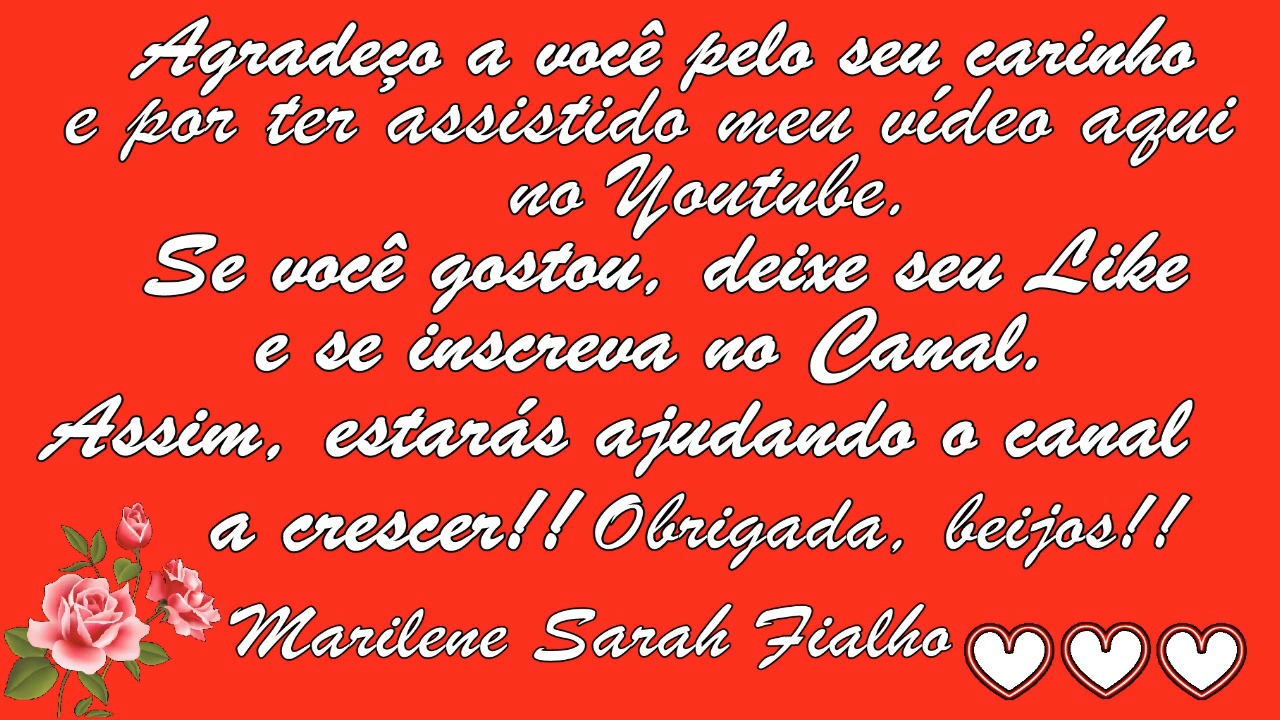 Agradeço a você pelo seu carinho
e por ter assistido meu vídeo aqui
no Youtube.
Se você gostou, deixe seu Like
e se inscreva no Canal.
Assim, estarás ajudando o canal
a crescer!! Obrigada, beijos!!
Marilene Sarah Fialho